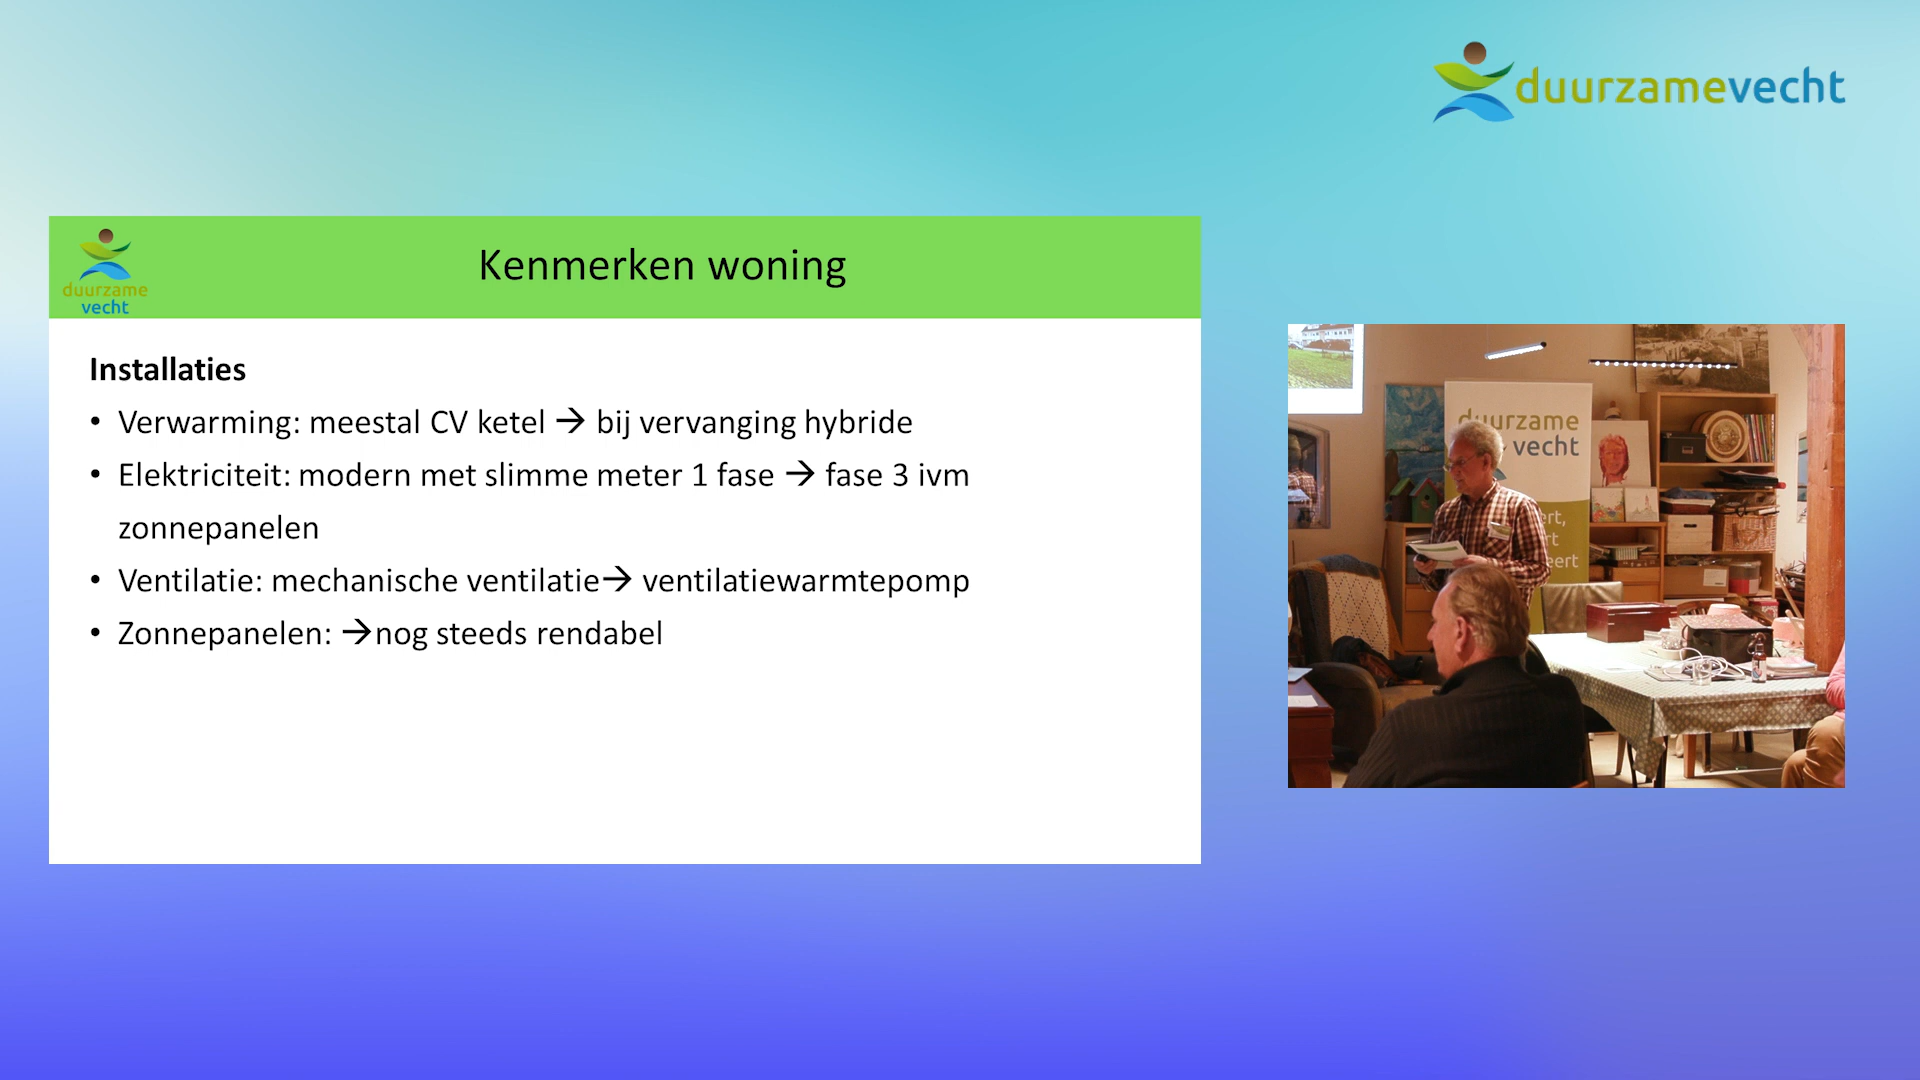 duurzamevecht
Kenmerken woning
duurzame
vecht
Installaties
• Verwarming: meestal CV ketel → bij vervanging hybride
• Elektriciteit: modern met slimme meter 1 fase → fase 3 ivm
zonnepanelen
• Ventilatie: mechanische ventilatie→ ventilatiewarmtepomp
• Zonnepanelen: →nog steeds rendabel
duurzame
vecht